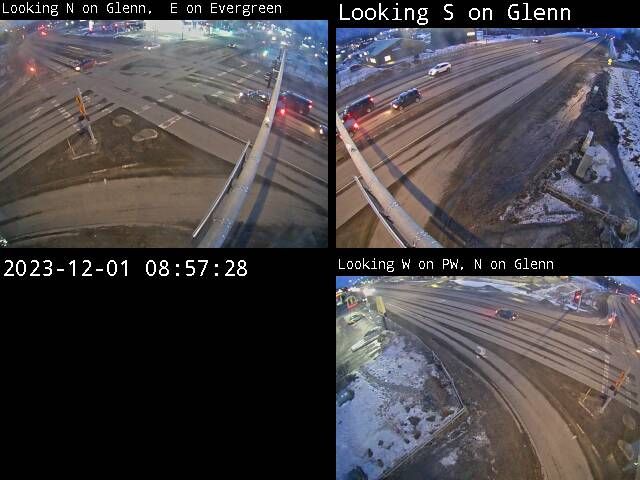 Looking N on Glenn,  E on Evergreen
Looking S on Glenn
2023-12-01 08:57:28
Looking W on PW, N on Glenn